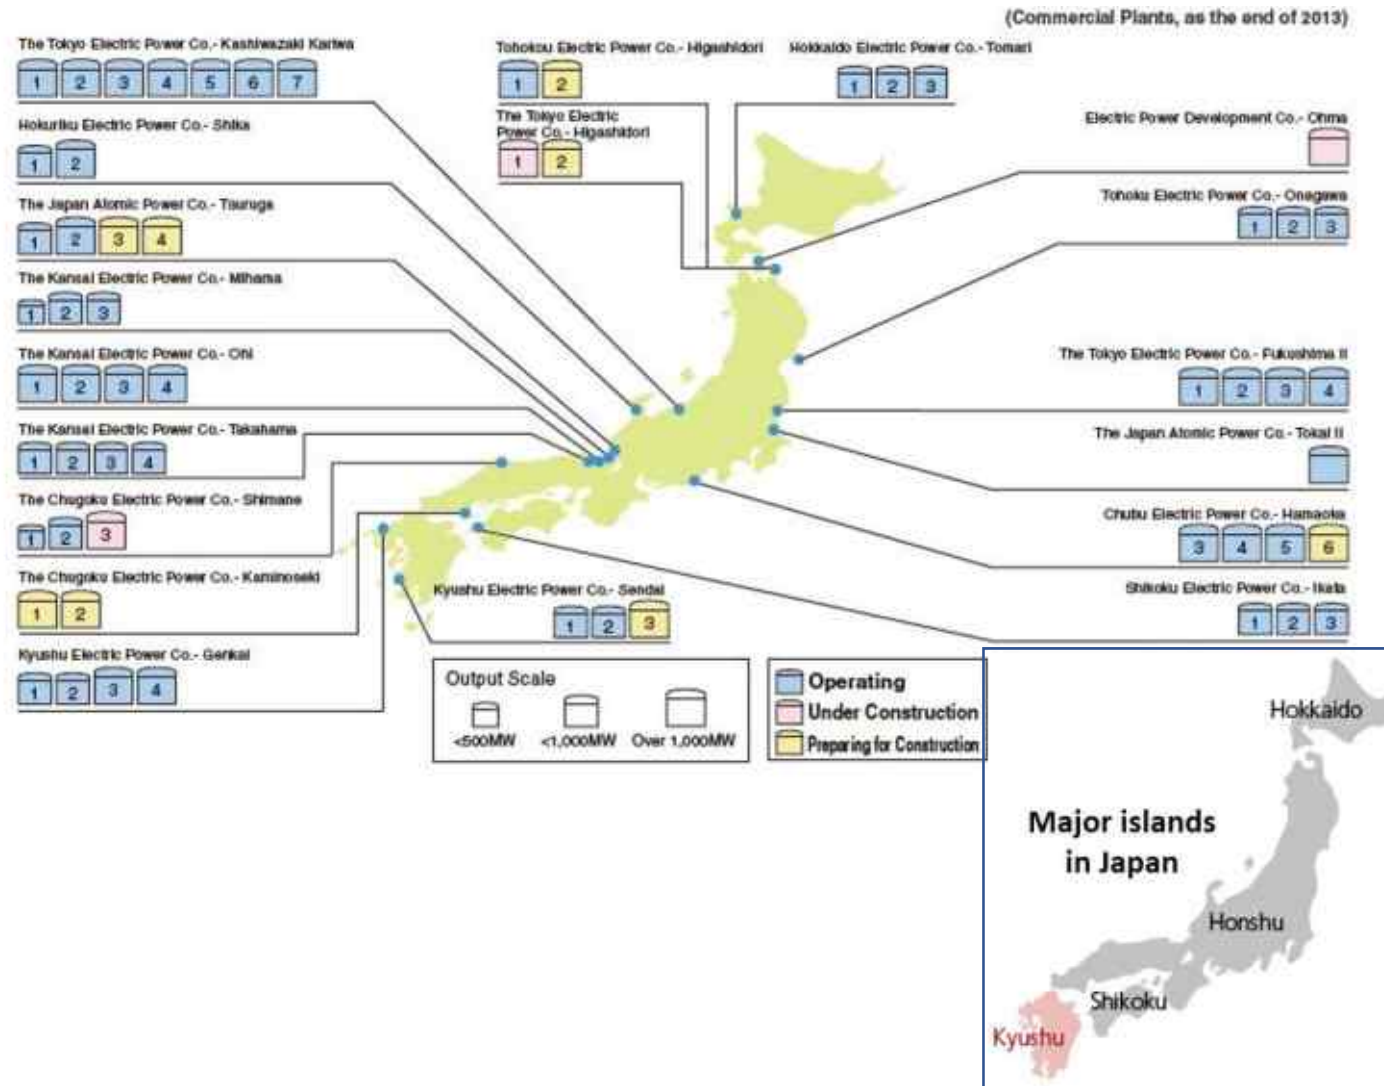 (Commercial Plants, as the end of 2013)
The Tokyo Electric Power Co.- Kashiwazaki Kariwa
1 2 3 4 5 6 7
Hokuriku Electric Power Co.- Shika
1 2
The Japan Atomic Power Co.- Tsuruga
1 2 3 4
The Kansai Electric Power Co.- Mihama
1 2 3
The Kansai Electric Power Co.- Ohi
1 2 3 4
The Kansai Electric Power Co.- Takahama
1 2 3 4
The Chugoku Electric Power Co.- Shimane
1 2 3
The Chugoku Electric Power Co.- Kaminoseki
1 2
Kyushu Electric Power Co.- Genkai
1 2 3 4
Tohokou Electric Power Co.- Higashidori
1 2
The Tokyo Electric
Power Co.- Higashidori
1 2
Hokkaido Electric Power Co.- Tomari
1 2 3
Electric Power Development Co.- Ohma
Tohoku Electric Power Co.- Onagawa
1 2 3
The Tokyo Electric Power Co.- Fukushima II
1 2 3 4
The Japan Atomic Power Co.- Tokai II
Chubu Electric Power Co.- Hamaoka
3 4 5 6
Shikoku Electric Power Co.- Ikata
1 2 3
Kyushu Electric Power Co.- Sendai
1 2 3
Output Scale
<500MW <1,000MW Over 1,000MW
Operating
Under Construction
Preparing for Construction
Major islands
in Japan
Hokkaido
Honshu
Shikoku
Kyushu